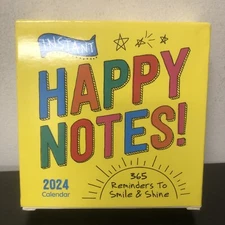 INSTANT
HAPPY
NOTES!
2024
Calendar
365
Reminders To
Smile & Shine